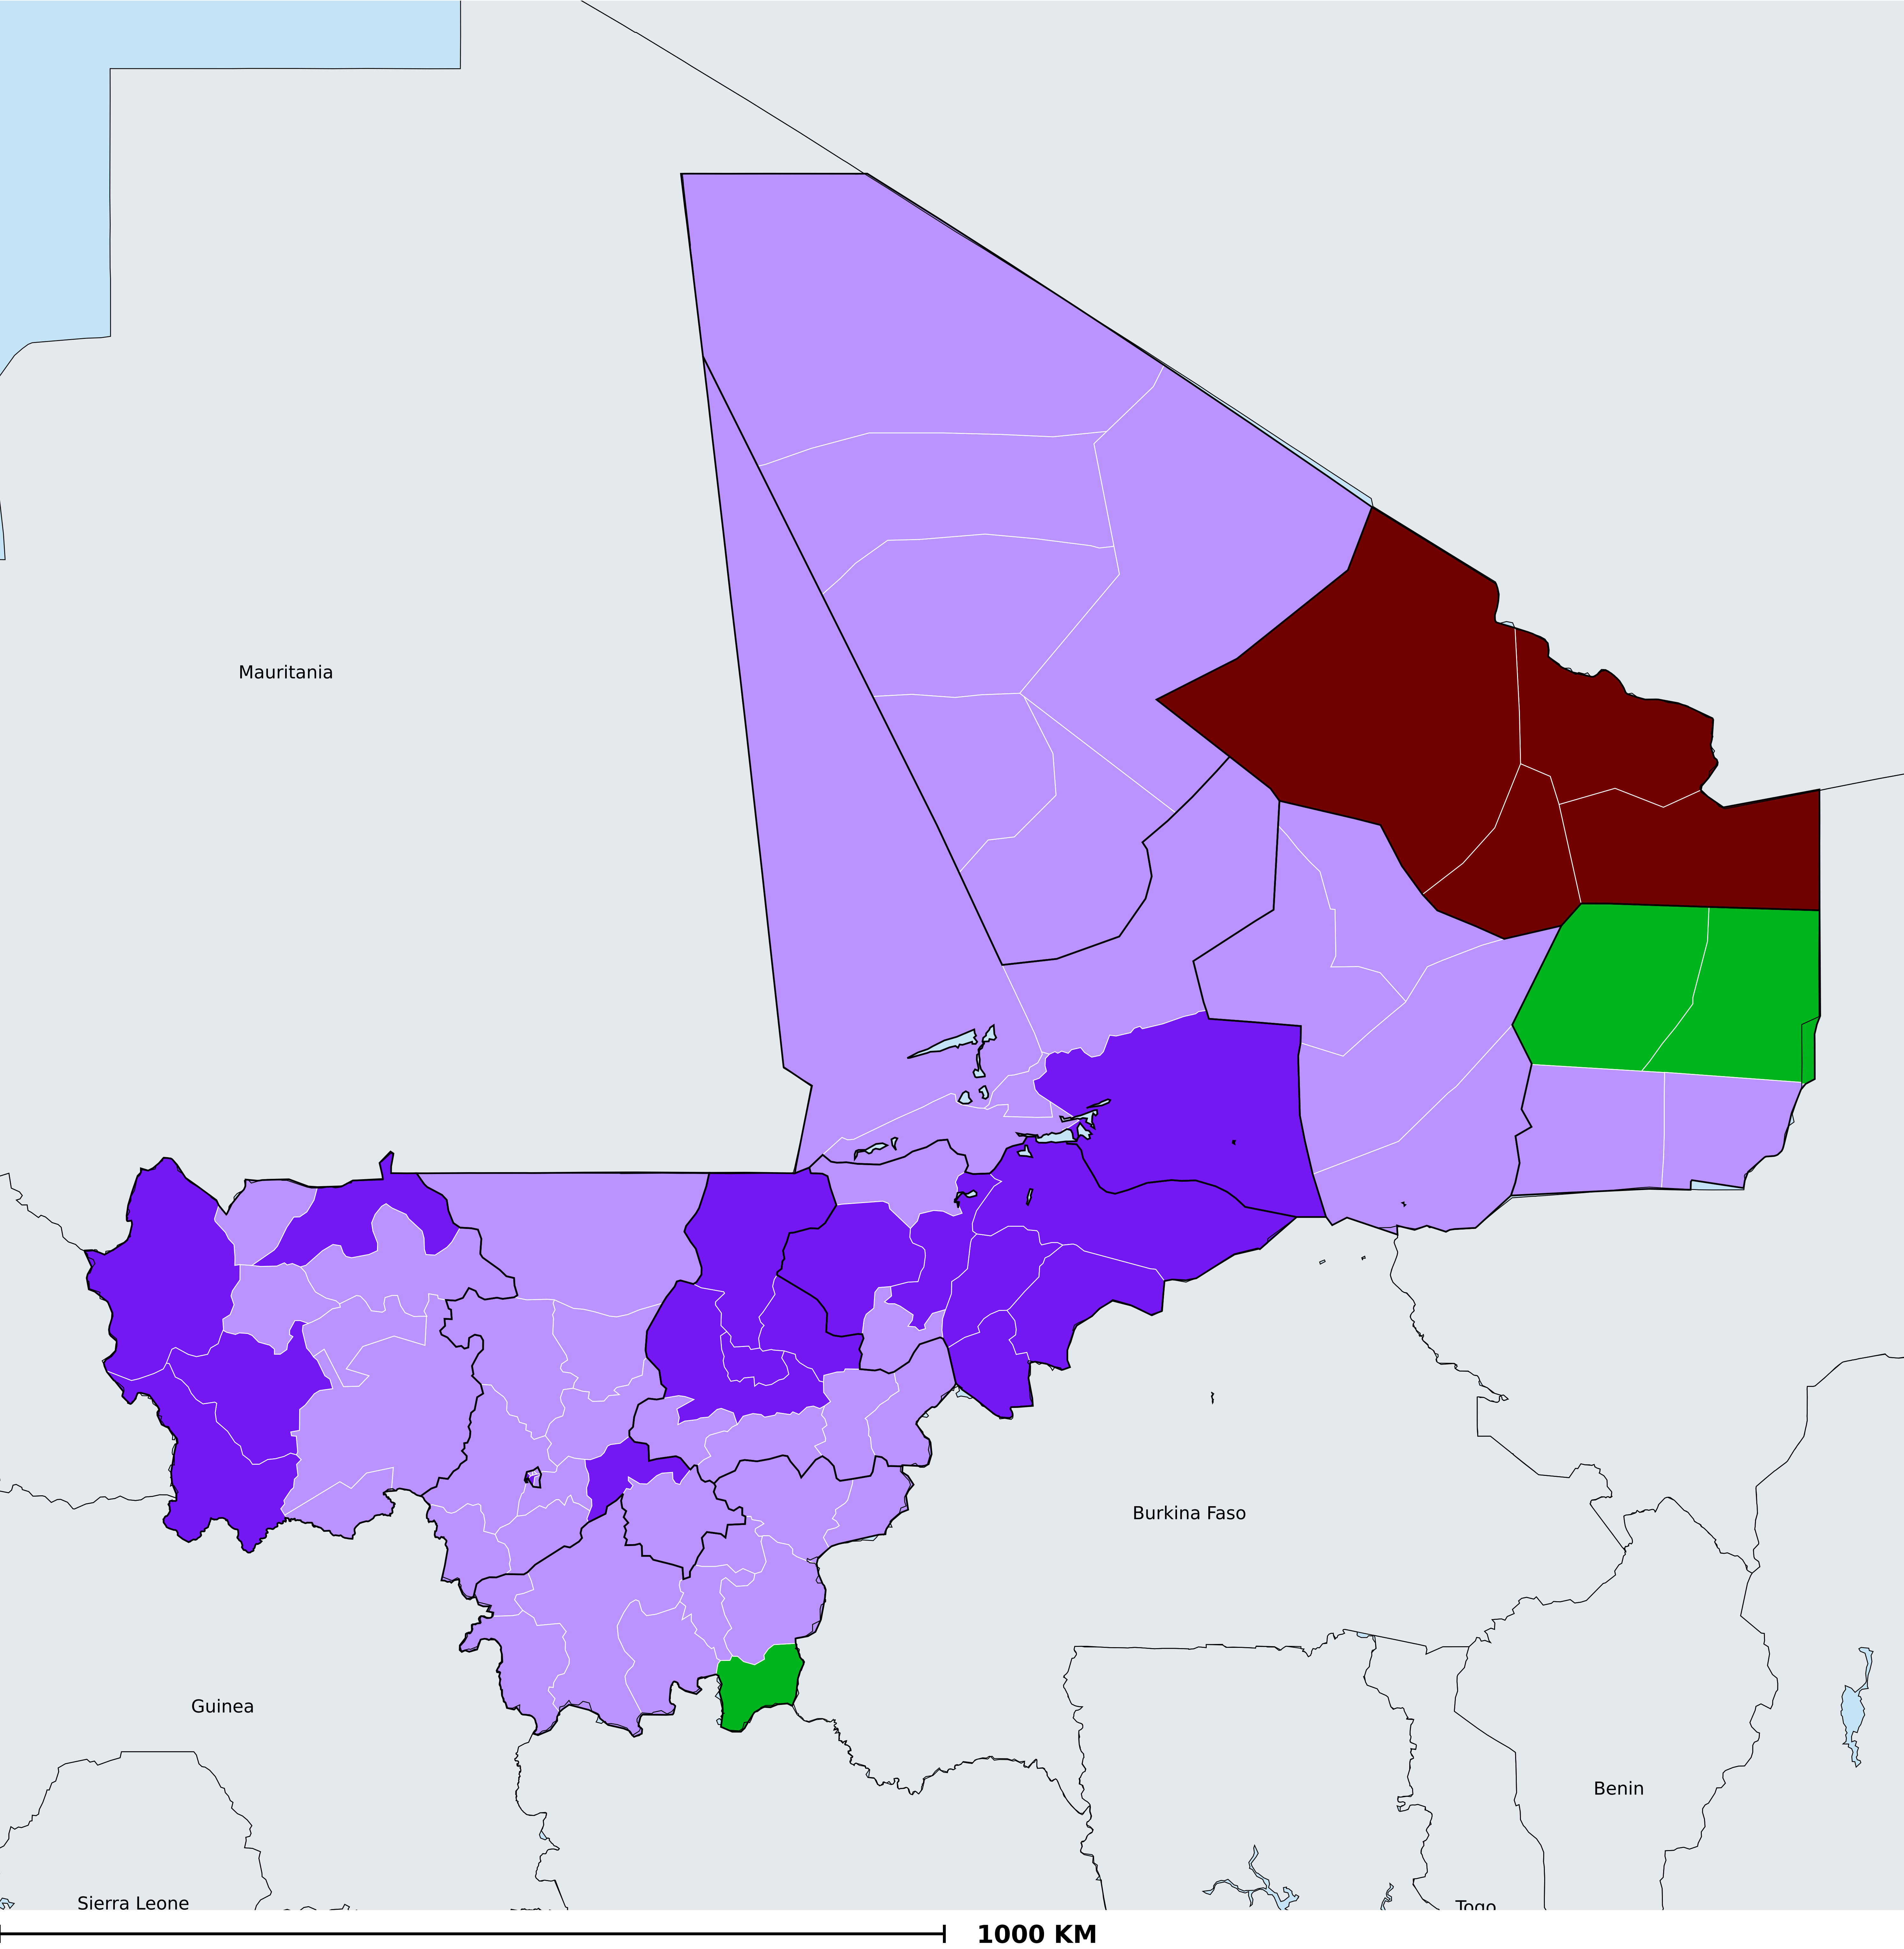 Mauritania
Burkina Faso
Guinea
Benin
Sierra Leone
Togo
1000 KM